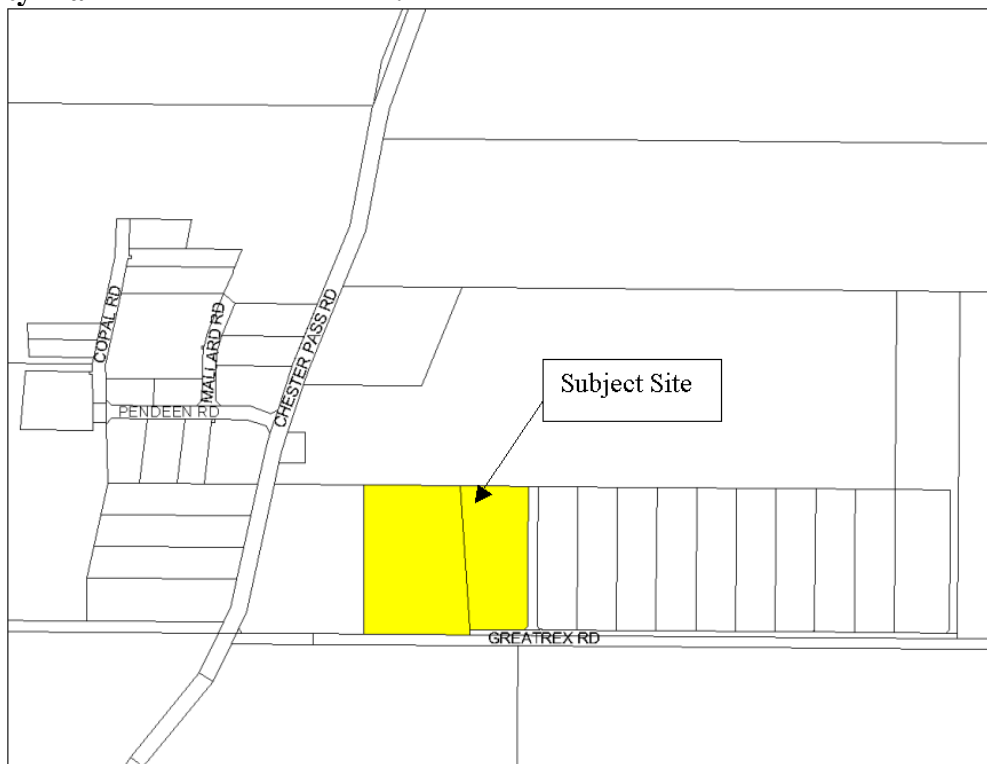 COPAL RD
MALLARD RD
CHESTER PASS RD
Subject Site
PENDEEN RD
GREATREX RD